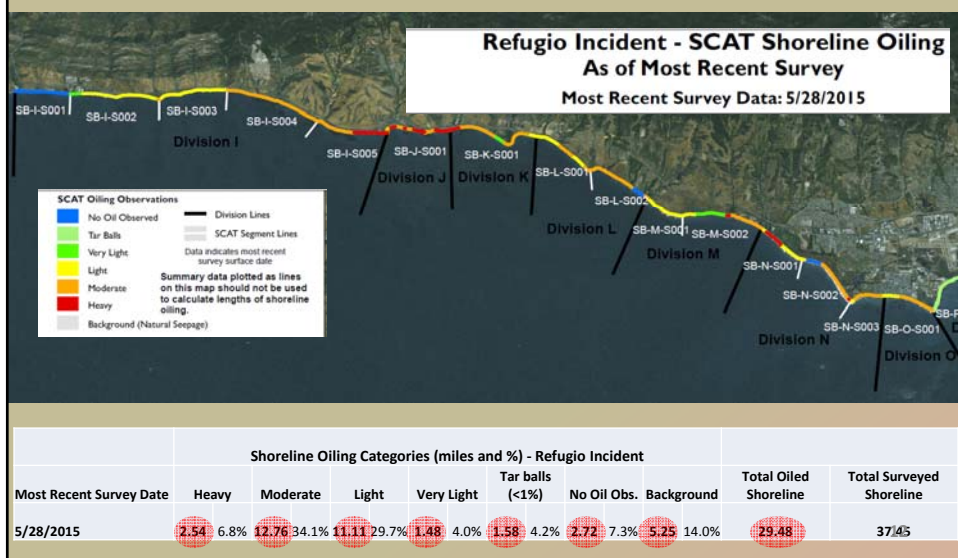 Refugio Incident - SCAT Shoreline Oiling
As of Most Recent Survey
Most Recent Survey Data: 5/28/2015
SB-I-S001
SB-I-S002
SB-I-S003
SB-I-S004
Division I
SB-I-S005
SB-J-S001
SB-K-S001
Division J
Division K
SB-L-S001
SB-L-S002
Division L
SB-M-S001
SB-M-S002
Division M
SB-N-S001
SB-N-S002
SB-N-S003
SB-O-S001
Division N
Division O
SCAT Oiling Observations
No Oil Observed
Tar Balls
Very Light
Light
Moderate
Heavy
Background (Natural Seepage)
Division Lines
SCAT Segment Lines
Data indicates most recent
survey surface date
Summary data plotted as lines
on this map should not be used
to calculate lengths of shoreline
oiling.
Shoreline Oiling Categories (miles and %) - Refugio Incident
Most Recent Survey Date Heavy Moderate Light Very Light Tar balls (<1%) No Oil Obs. Background Total Oiled Shoreline Total Surveyed Shoreline
5/28/2015 2.54 6.8% 12.76 34.1% 11.11 29.7% 1.48 4.0% 1.58 4.2% 2.72 7.3% 5.25 14.0% 29.48